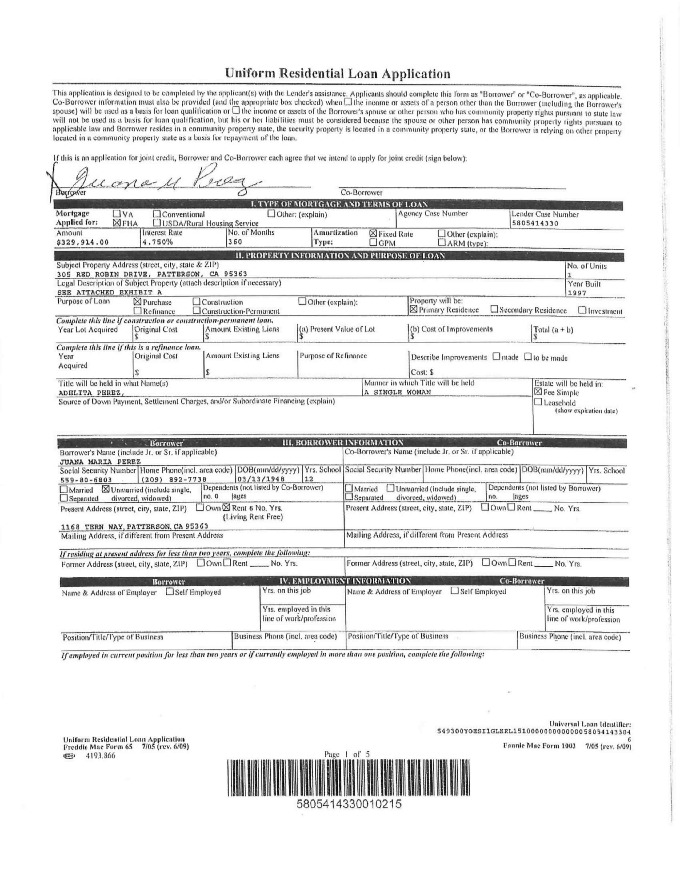 Uniform Residential Loan Application
This application is designed to be completed by the applicant(s) with the Lender's assistance. Applicants should complete this form as "Borrower" or "Co-Borrower", as applicable.
Co-Borrower information must also be provided (and the appropriate box checked) when ☐ the income or assets of a person other than the Borrower (including the Borrower's
spouse) will be used as a basis for loan qualification or ☐ the income or assets of the Borrower's spouse or other person who has community property rights pursuant to state law
will not be used as a basis for loan qualification, but his or her liabilities must be considered because the spouse or other person has community property rights pursuant to
applicable law and Borrower resides in a community property state, the security property is located in a community property state, or the Borrower is relying on other property
located in a community property state as a basis for repayment of the loan.
If this is an application for joint credit, Borrower and Co-Borrower each agree that we intend to apply for joint credit (sign below):
Juana M Perez
Borrower Co-Borrower
I. TYPE OF MORTGAGE AND TERMS OF LOAN
Mortgage ☐ VA ☐ Conventional ☐ Other: (explain) Agency Case Number Lender Case Number
Applied for: ☒ FHA ☐ USDA/Rural Housing Service 5805414330
Amount Interest Rate No. of Months Amortization ☒ Fixed Rate ☐ Other (explain):
$329,914.00 4.750% 360 Type: ☐ GPM ☐ ARM (type):
II. PROPERTY INFORMATION AND PURPOSE OF LOAN
Subject Property Address (street, city, state & ZIP) No. of Units
305 RED ROBIN DRIVE, PATTERSON, CA 95363 1
Legal Description of Subject Property (attach description if necessary) Year Built
SEE ATTACHED EXHIBIT A 1997
Purpose of Loan ☒ Purchase ☐ Construction ☐ Other (explain): Property will be:
☐ Refinance ☐ Construction-Permanent ☒ Primary Residence ☐ Secondary Residence ☐ Investment
Complete this line if construction or construction-permanent loan.
Year Lot Acquired Original Cost Amount Existing Liens (a) Present Value of Lot (b) Cost of Improvements Total (a + b)
$ $ $ $ $
Complete this line if this is a refinance loan.
Year Original Cost Amount Existing Liens Purpose of Refinance Describe Improvements ☐ made ☐ to be made
Acquired
$ $ Cost: $
Title will be held in what Name(s) Manner in which Title will be held Estate will be held in:
ADELITA PEREZ, A SINGLE WOMAN ☒ Fee Simple
Source of Down Payment, Settlement Charges, and/or Subordinate Financing (explain) ☐ Leasehold
(show expiration date)
Borrower III. BORROWER INFORMATION Co-Borrower
Borrower's Name (include Jr. or Sr. if applicable) Co-Borrower's Name (include Jr. or Sr. if applicable)
JUANA MARIA PEREZ
Social Security Number Home Phone(incl. area code) DOB(mm/dd/yyyy) Yrs. School Social Security Number Home Phone(incl. area code) DOB(mm/dd/yyyy) Yrs. School
559-80-6803 (209) 892-7738 03/13/1948 12
☐ Married ☒ Unmarried (include single, Dependents (not listed by Co-Borrower) ☐ Married ☐ Unmarried (include single, Dependents (not listed by Borrower)
☐ Separated divorced, widowed) no. 0 ages ☐ Separated divorced, widowed) no. ages
Present Address (street, city, state, ZIP) ☐ Own ☒ Rent 6 No. Yrs. Present Address (street, city, state, ZIP) ☐ Own ☐ Rent ____ No. Yrs.
(Living Rent Free)
1168 TERN WAY, PATTERSON, CA 95363
Mailing Address, if different from Present Address Mailing Address, if different from Present Address
If residing at present address for less than two years, complete the following:
Former Address (street, city, state, ZIP) ☐ Own ☐ Rent ____ No. Yrs. Former Address (street, city, state, ZIP) ☐ Own ☐ Rent ____ No. Yrs.
Borrower IV. EMPLOYMENT INFORMATION Co-Borrower
Name & Address of Employer ☐ Self Employed Yrs. on this job Name & Address of Employer ☐ Self Employed Yrs. on this job
Yrs. employed in this Yrs. employed in this
line of work/profession line of work/profession
Position/Title/Type of Business Business Phone (incl. area code) Position/Title/Type of Business Business Phone (incl. area code)
If employed in current position for less than two years or if currently employed in more than one position, complete the following:
Universal Loan Identifier:
6
Uniform Residential Loan Application
Freddie Mac Form 65 7/05 (rev. 6/09) Fannie Mae Form 1003 7/05 (rev. 6/09)
4193.866 Page 1 of 5
5805414330010215